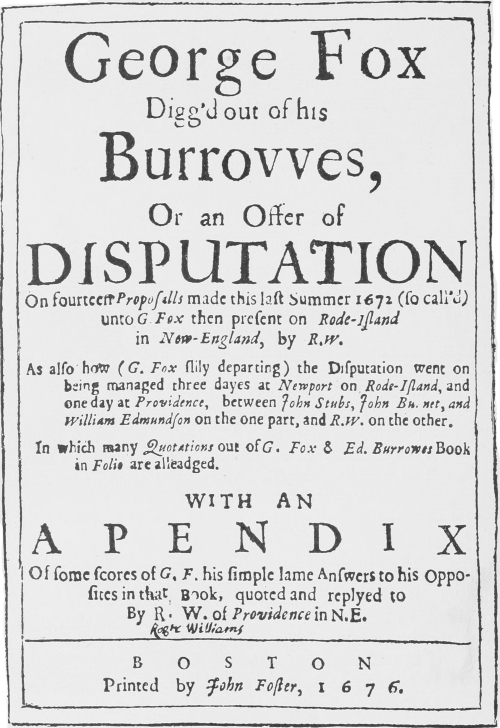 George Fox
Digg'd out of his
Burrovves,
Or an Offer of
DISPUTATION
On fourteen Proposalls made this last Summer 1672 (so call'd)
unto G. Fox then present on Rode-Island
in New-England, by R.W.
As also how (G. Fox slily departing) the Disputation went on
being managed three dayes at Newport on Rode-Island, and
one day at Providence, between John Stubs, John Bu.net, and
William Edmundson on the one part, and R.W. on the other.
In which many Quotations out of G. Fox & Ed. Burrowes Book
in Folio are alleadged.
WITH AN
APENDIX
Of some scores of G. F. his simple lame Answers to his Oppo-
sites in that Book, quoted and replyed to
By R. W. of Providence in N.E.
Roger Williams
BOSTON
Printed by John Foster, 1676.